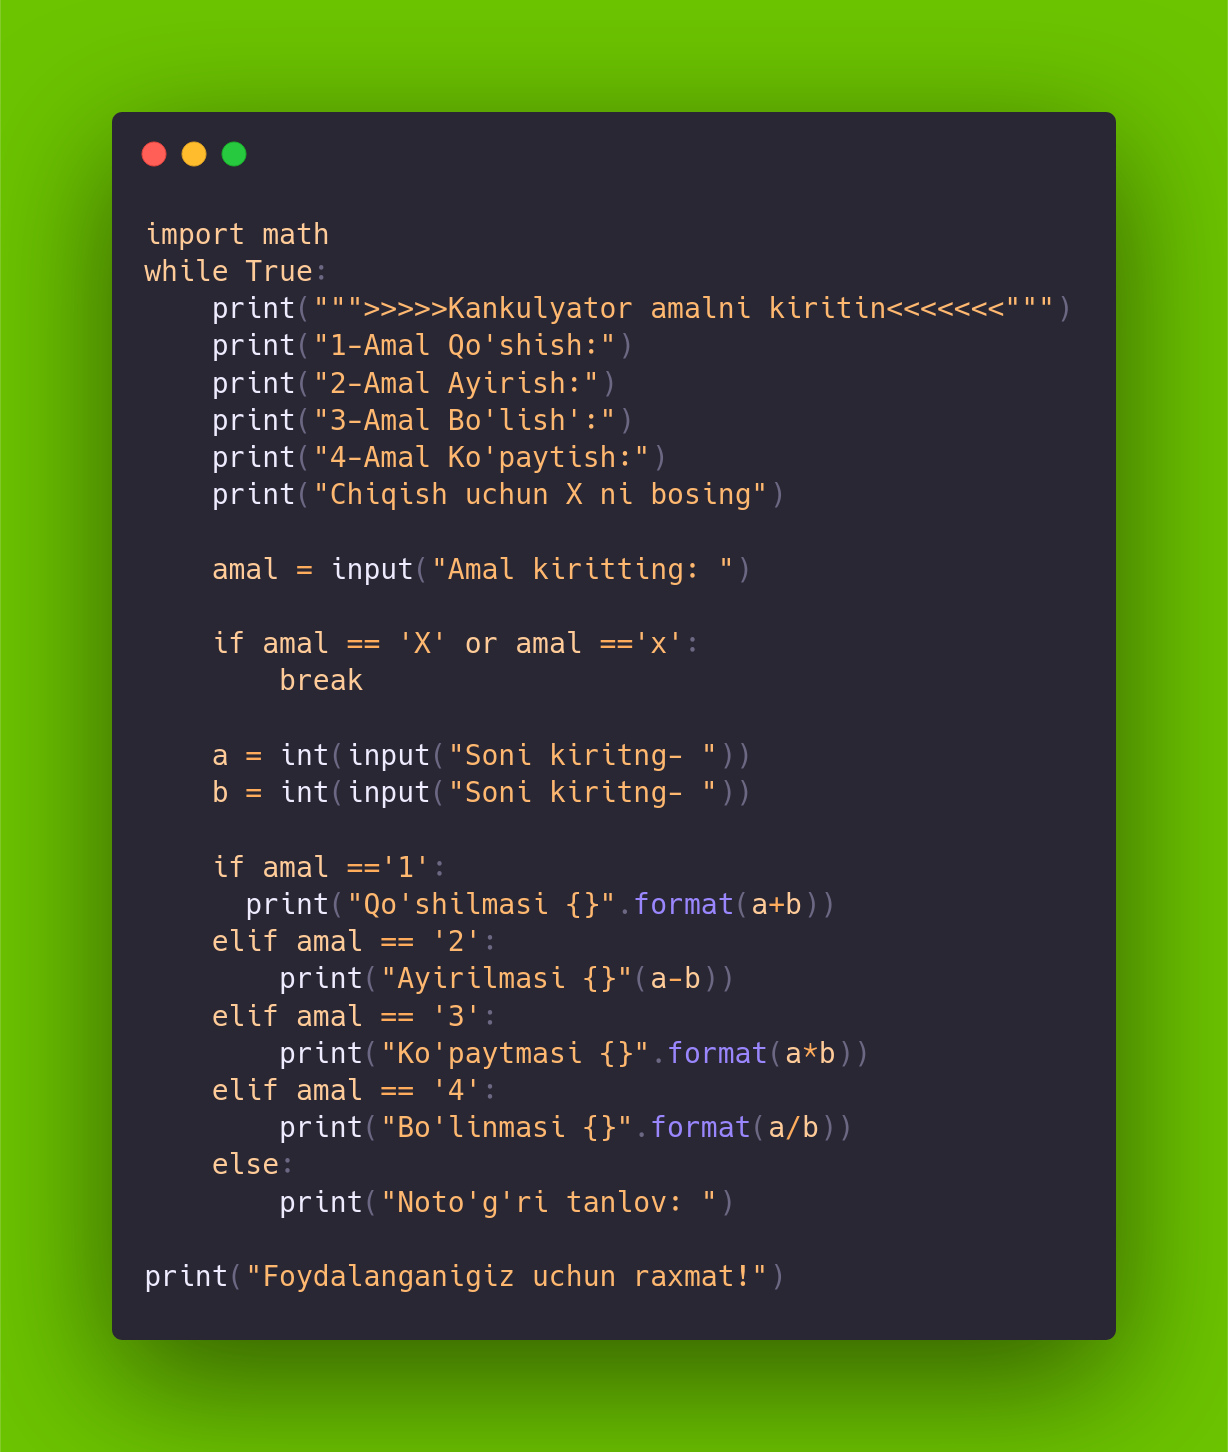 import math
while True:
    print(""">>>>>Kankulyator amalni kiritin<<<<<<<""")
    print("1-Amal Qo'shish:")
    print("2-Amal Ayirish:")
    print("3-Amal Bo'lish':")
    print("4-Amal Ko'paytish:")
    print("Chiqish uchun X ni bosing")

    amal = input("Amal kiritting: ")

    if amal == 'X' or amal =='x':
        break

    a = int(input("Soni kiritng- "))
    b = int(input("Soni kiritng- "))

    if amal =='1':
      print("Qo'shilmasi {}".format(a+b))
    elif amal == '2':
        print("Ayirilmasi {}"(a-b))
    elif amal == '3':
        print("Ko'paytmasi {}".format(a*b))
    elif amal == '4':
        print("Bo'linmasi {}".format(a/b))
    else:
        print("Noto'g'ri tanlov: ")

print("Foydalanganigiz uchun raxmat!")